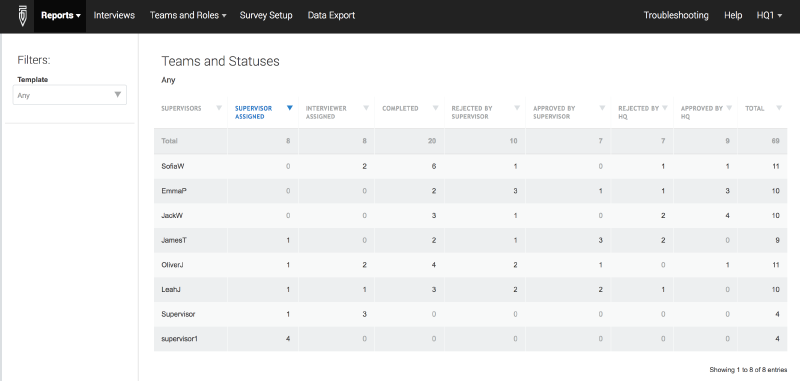 Reports Interviews Teams and Roles Survey Setup Data Export Troubleshooting Help HQ1
Filters:
Template
Any
Teams and Statuses
Any
SUPERVISORS SUPERVISOR ASSIGNED INTERVIEWER ASSIGNED COMPLETED REJECTED BY SUPERVISOR APPROVED BY SUPERVISOR REJECTED BY HQ APPROVED BY HQ TOTAL
Total 8 8 20 10 7 7 9 69
SofiaW 0 2 6 1 0 1 1 11
EmmaP 0 0 2 3 1 1 3 10
JackW 0 0 3 1 0 2 4 10
JamesT 1 0 2 1 3 2 0 9
OliverJ 1 2 4 2 1 0 1 11
LeahJ 1 1 3 2 2 1 0 10
Supervisor 1 3 0 0 0 0 0 4
supervisor1 4 0 0 0 0 0 0 4
Showing 1 to 8 of 8 entries